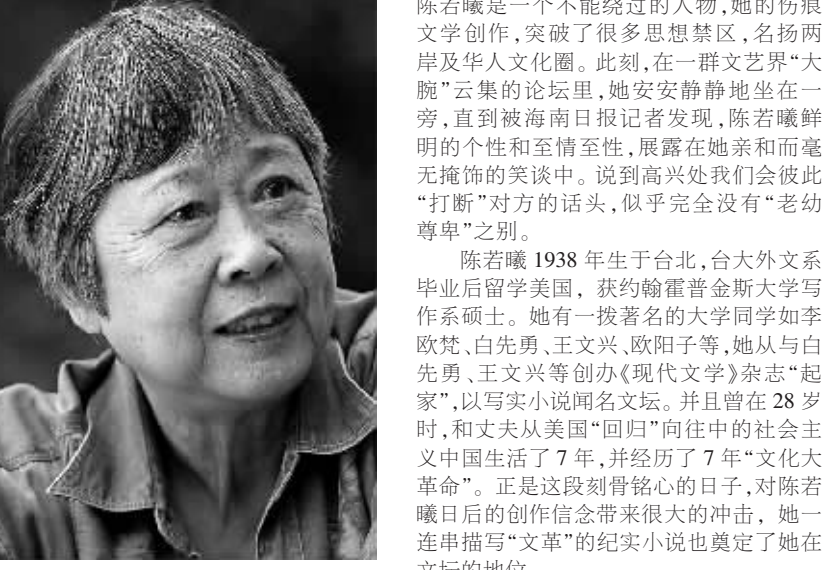 陈若曦是一个不能绕过的人物,她的伤痕
文学创作,突破了很多思想禁区,名扬两
岸及华人文化圈。此刻,在一群文艺界“大
腕”云集的论坛里,她安安静静地坐在一
旁,直到被海南日报记者发现,陈若曦鲜
明的个性和至情至性,展露在她亲和而毫
无掩饰的笑谈中。说到高兴处我们会彼此
“打断”对方的话头,似乎完全没有“老幼
尊卑”之别。
陈若曦 1938 年生于台北,台大外文系
毕业后留学美国, 获约翰霍普金斯大学写
作系硕士。她有一拨著名的大学同学如李
欧梵、白先勇、王文兴、欧阳子等,她从与白
先勇、王文兴等创办《现代文学》杂志“起
家”,以写实小说闻名文坛。并且曾在 28 岁
时,和丈夫从美国“回归”向往中的社会主
义中国生活了 7 年,并经历了 7 年“文化大
革命”。正是这段刻骨铭心的日子,对陈若
曦日后的创作信念带来很大的冲击, 她一
连串描写“文革”的纪实小说也奠定了她在
文坛的地位